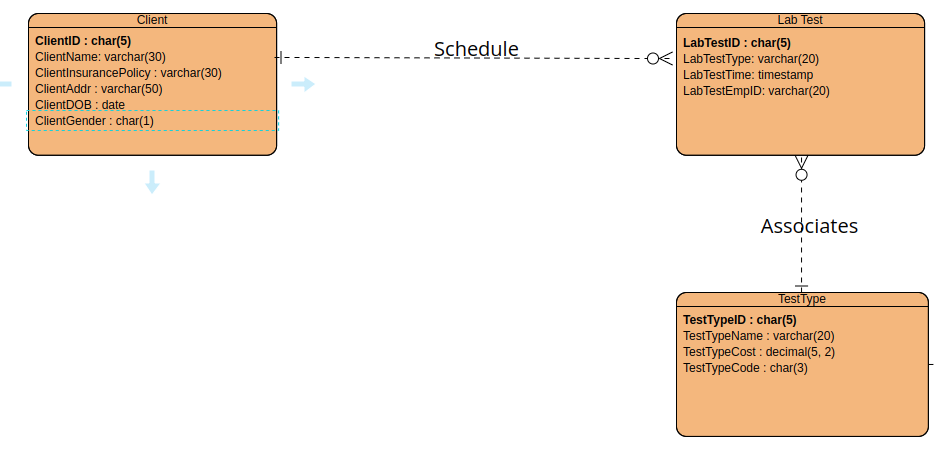 Client
ClientID : char(5)
ClientName: varchar(30)
ClientInsurancePolicy : varchar(30)
ClientAddr : varchar(50)
ClientDOB : date
ClientGender : char(1)
Schedule
Lab Test
LabTestID : char(5)
LabTestType: varchar(20)
LabTestTime: timestamp
LabTestEmpID: varchar(20)
Associates
TestType
TestTypeID : char(5)
TestTypeName : varchar(20)
TestTypeCost : decimal(5, 2)
TestTypeCode : char(3)